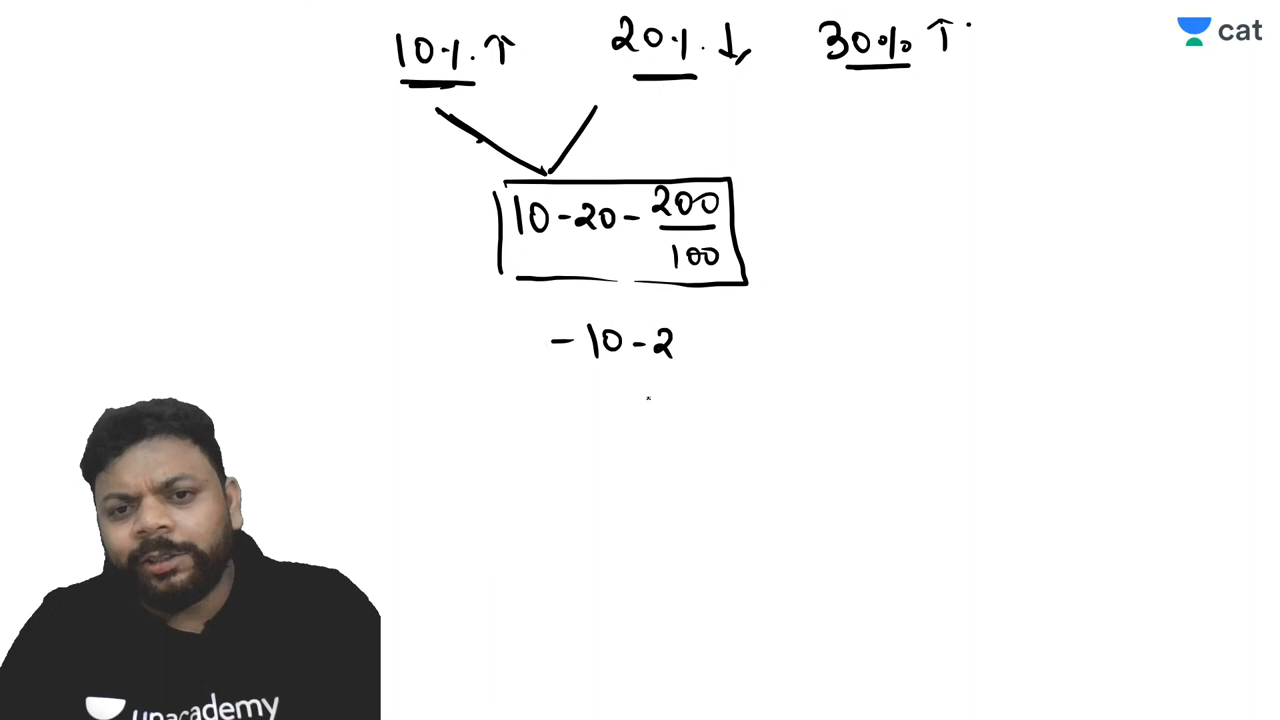 10%. ↑ 20%. ↓ 30% ↑
cat
10 - 20 - 200/100
- 10 - 2
unacademy